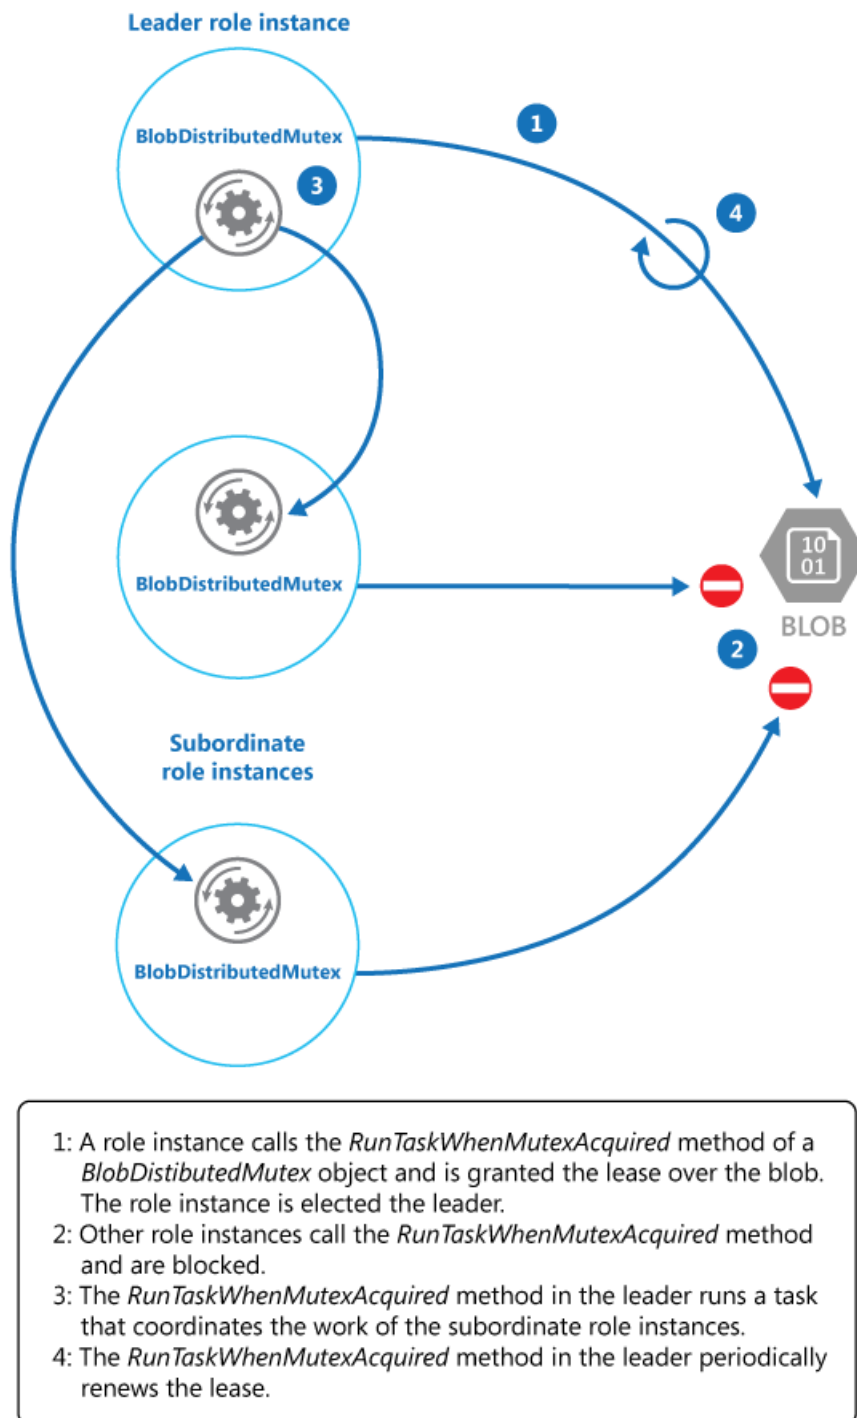 Leader role instance
BlobDistributedMutex
1
3
4
BlobDistributedMutex
10
01
BLOB
2
Subordinate
role instances
BlobDistributedMutex
1: A role instance calls the RunTaskWhenMutexAcquired method of a
BlobDistibutedMutex object and is granted the lease over the blob.
The role instance is elected the leader.
2: Other role instances call the RunTaskWhenMutexAcquired method
and are blocked.
3: The RunTaskWhenMutexAcquired method in the leader runs a task
that coordinates the work of the subordinate role instances.
4: The RunTaskWhenMutexAcquired method in the leader periodically
renews the lease.